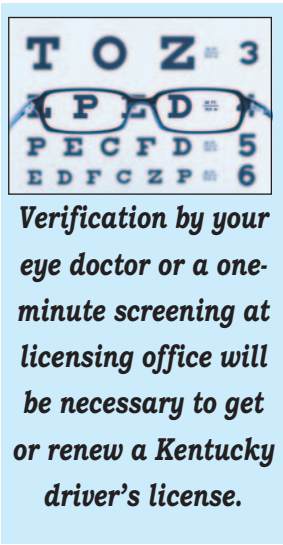 T O Z 3
L P E D 4
P E C F D 5
E D F C Z P 6
Verification by your
eye doctor or a one-
minute screening at
licensing office will
be necessary to get
or renew a Kentucky
driver's license.